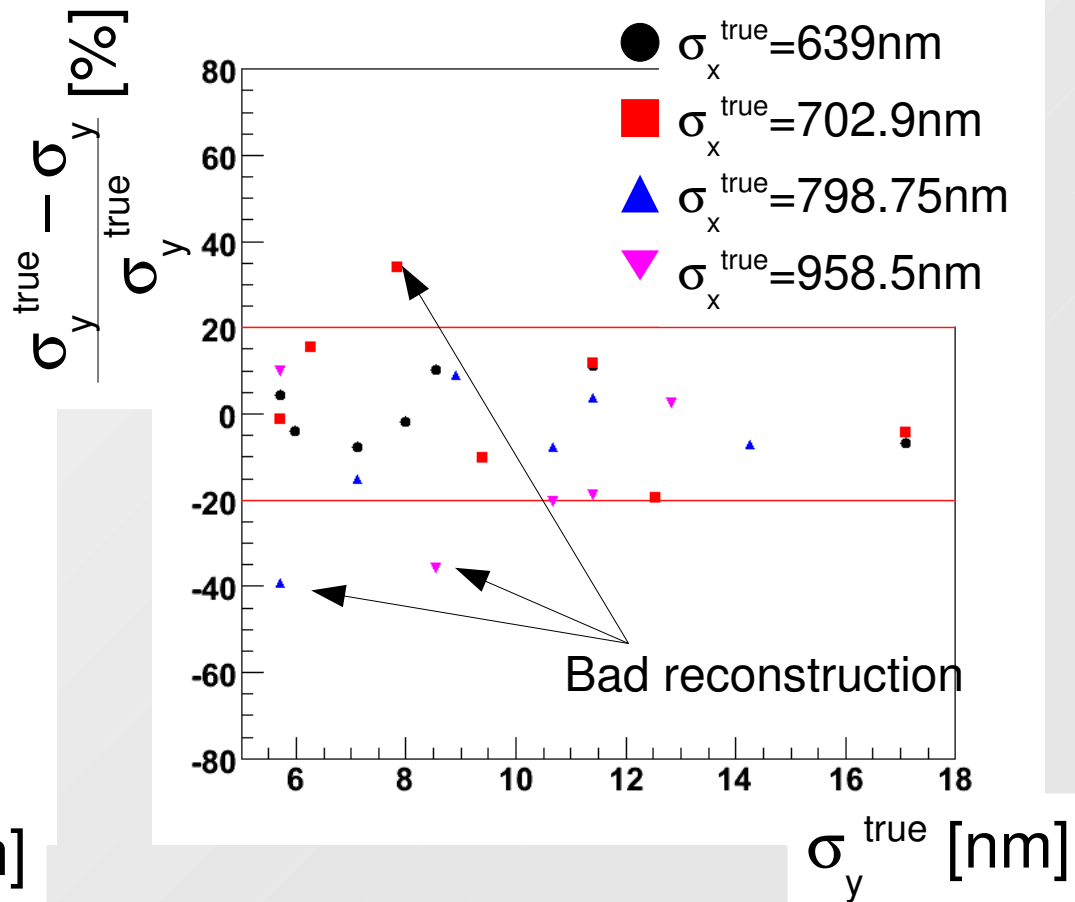 σ_x^true=639nm
σ_x^true=702.9nm
σ_x^true=798.75nm
σ_x^true=958.5nm
σ_y^true − σ_y
σ_y^true
[%]
80
60
40
20
0
-20
-40
-60
-80
Bad reconstruction
6 8 10 12 14 16 18
σ_y^true [nm]
]